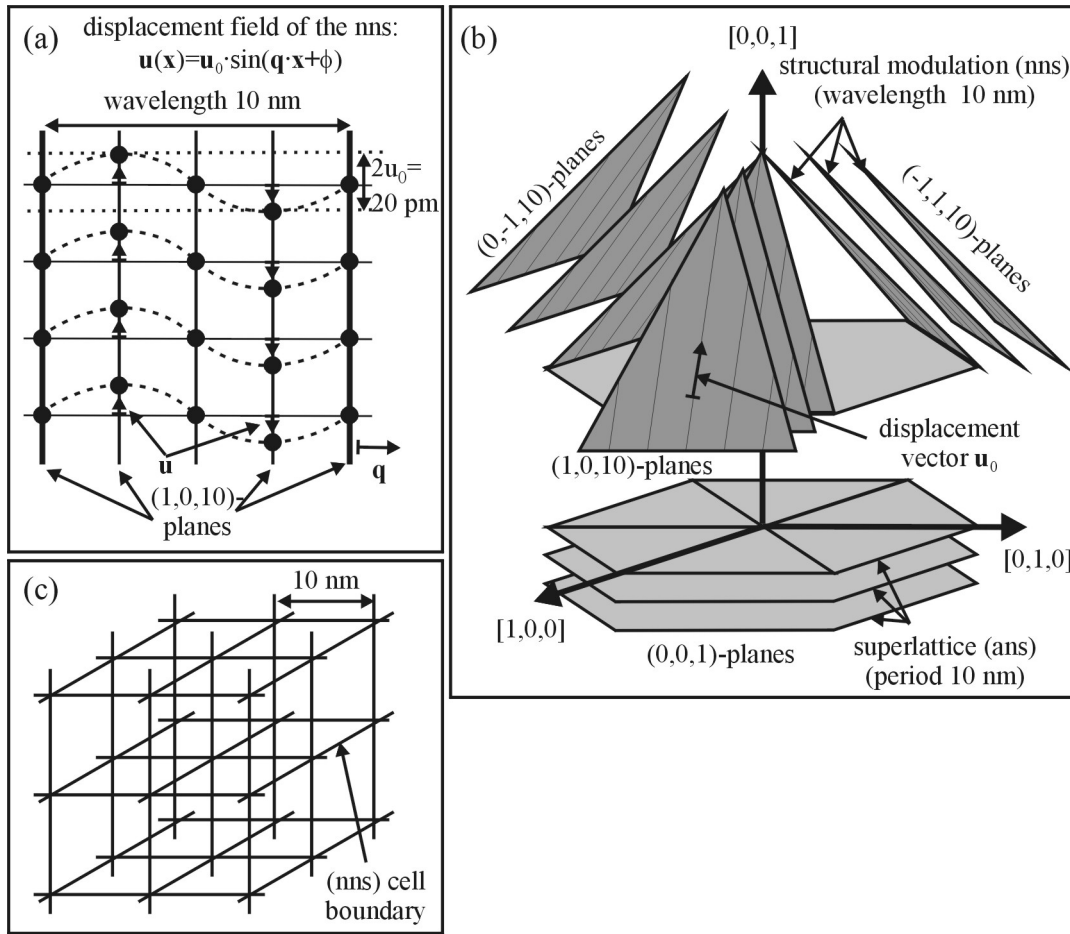 (a)
displacement field of the nns:
u(x)=u₀·sin(q·x+ϕ)
wavelength 10 nm
2u₀=
20 pm
u
q
(1,0,10)-
planes
(b)
[0,0,1]
structural modulation (nns)
(wavelength 10 nm)
(0,-1,10)-planes
(-1,1,10)-planes
displacement
vector u₀
(1,0,10)-planes
[0,1,0]
[1,0,0]
(0,0,1)-planes
superlattice (ans)
(period 10 nm)
(c)
10 nm
(nns) cell
boundary